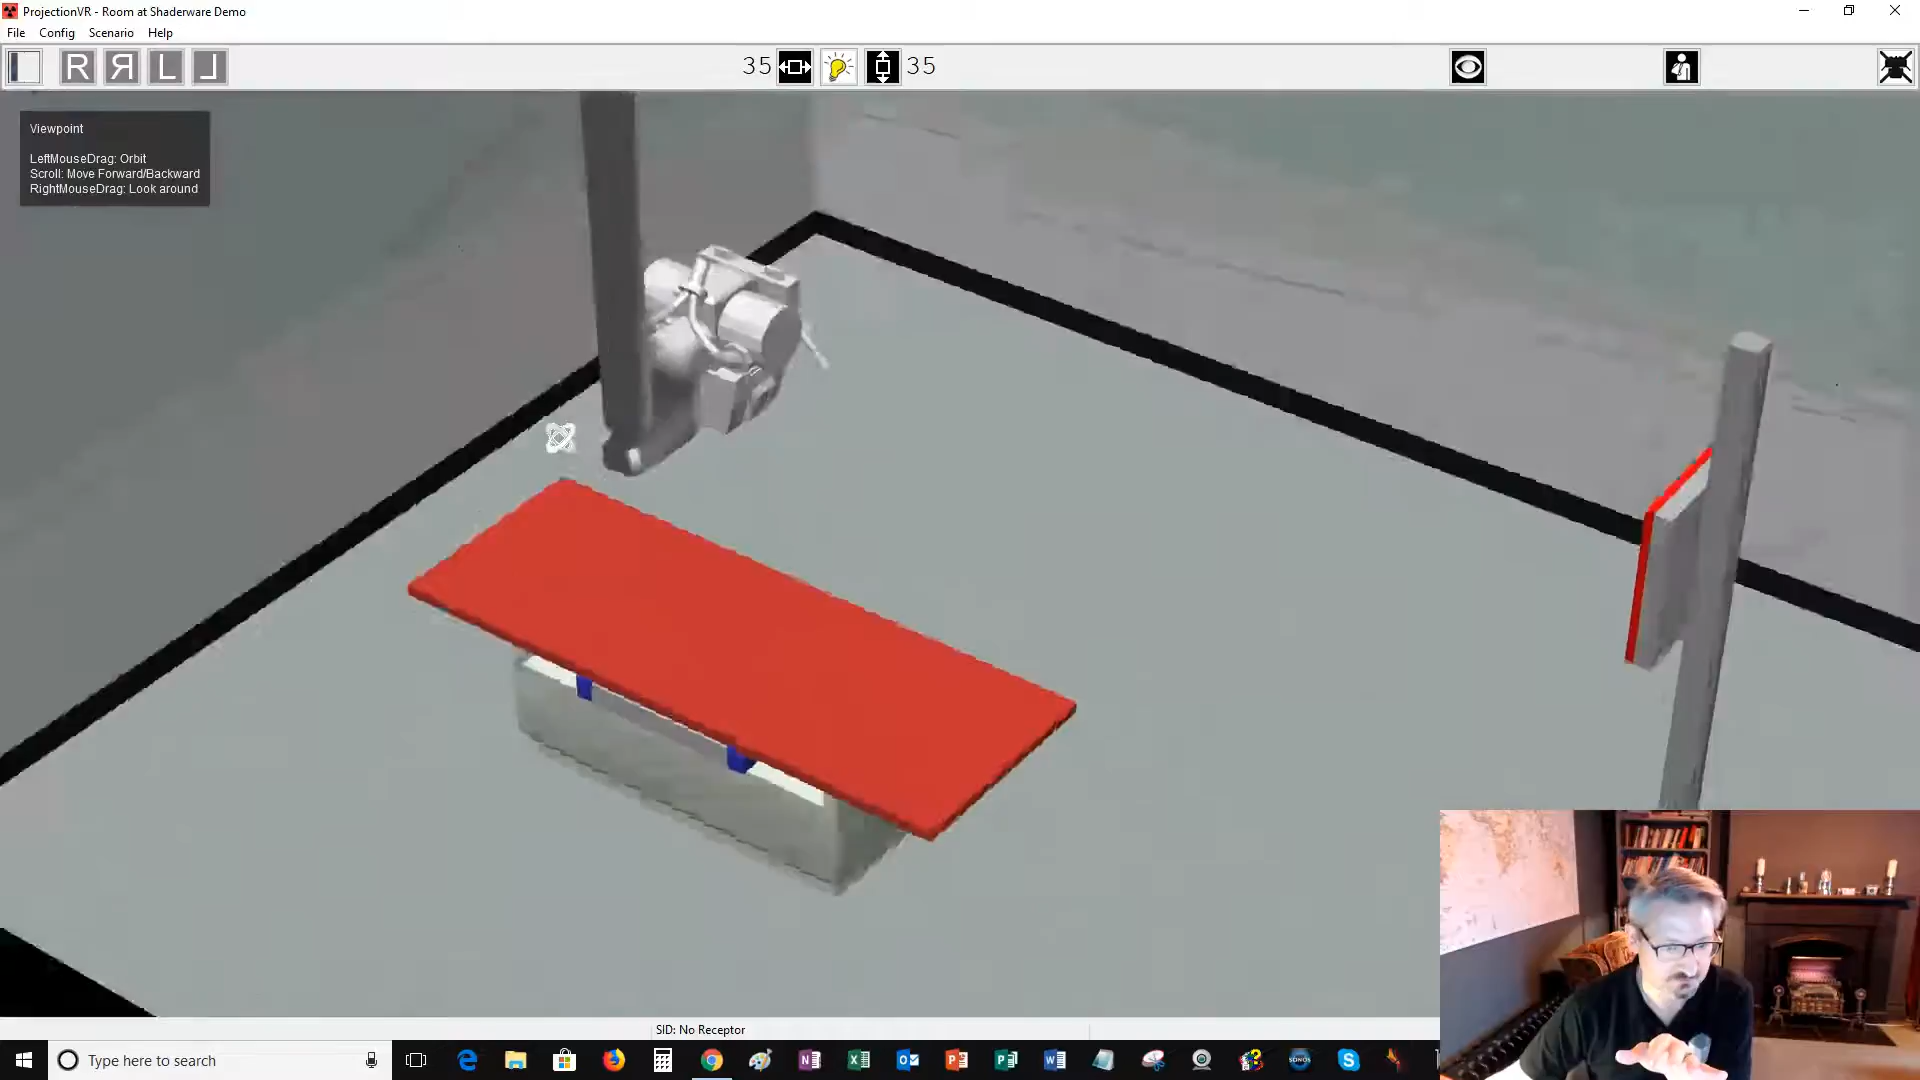 ProjectionVR - Room at Shaderware Demo
File Config Scenario Help
R R L L 35 35
Viewpoint
LeftMouseDrag: Orbit
Scroll: Move Forward/Backward
RightMouseDrag: Look around
SID: No Receptor
Type here to search